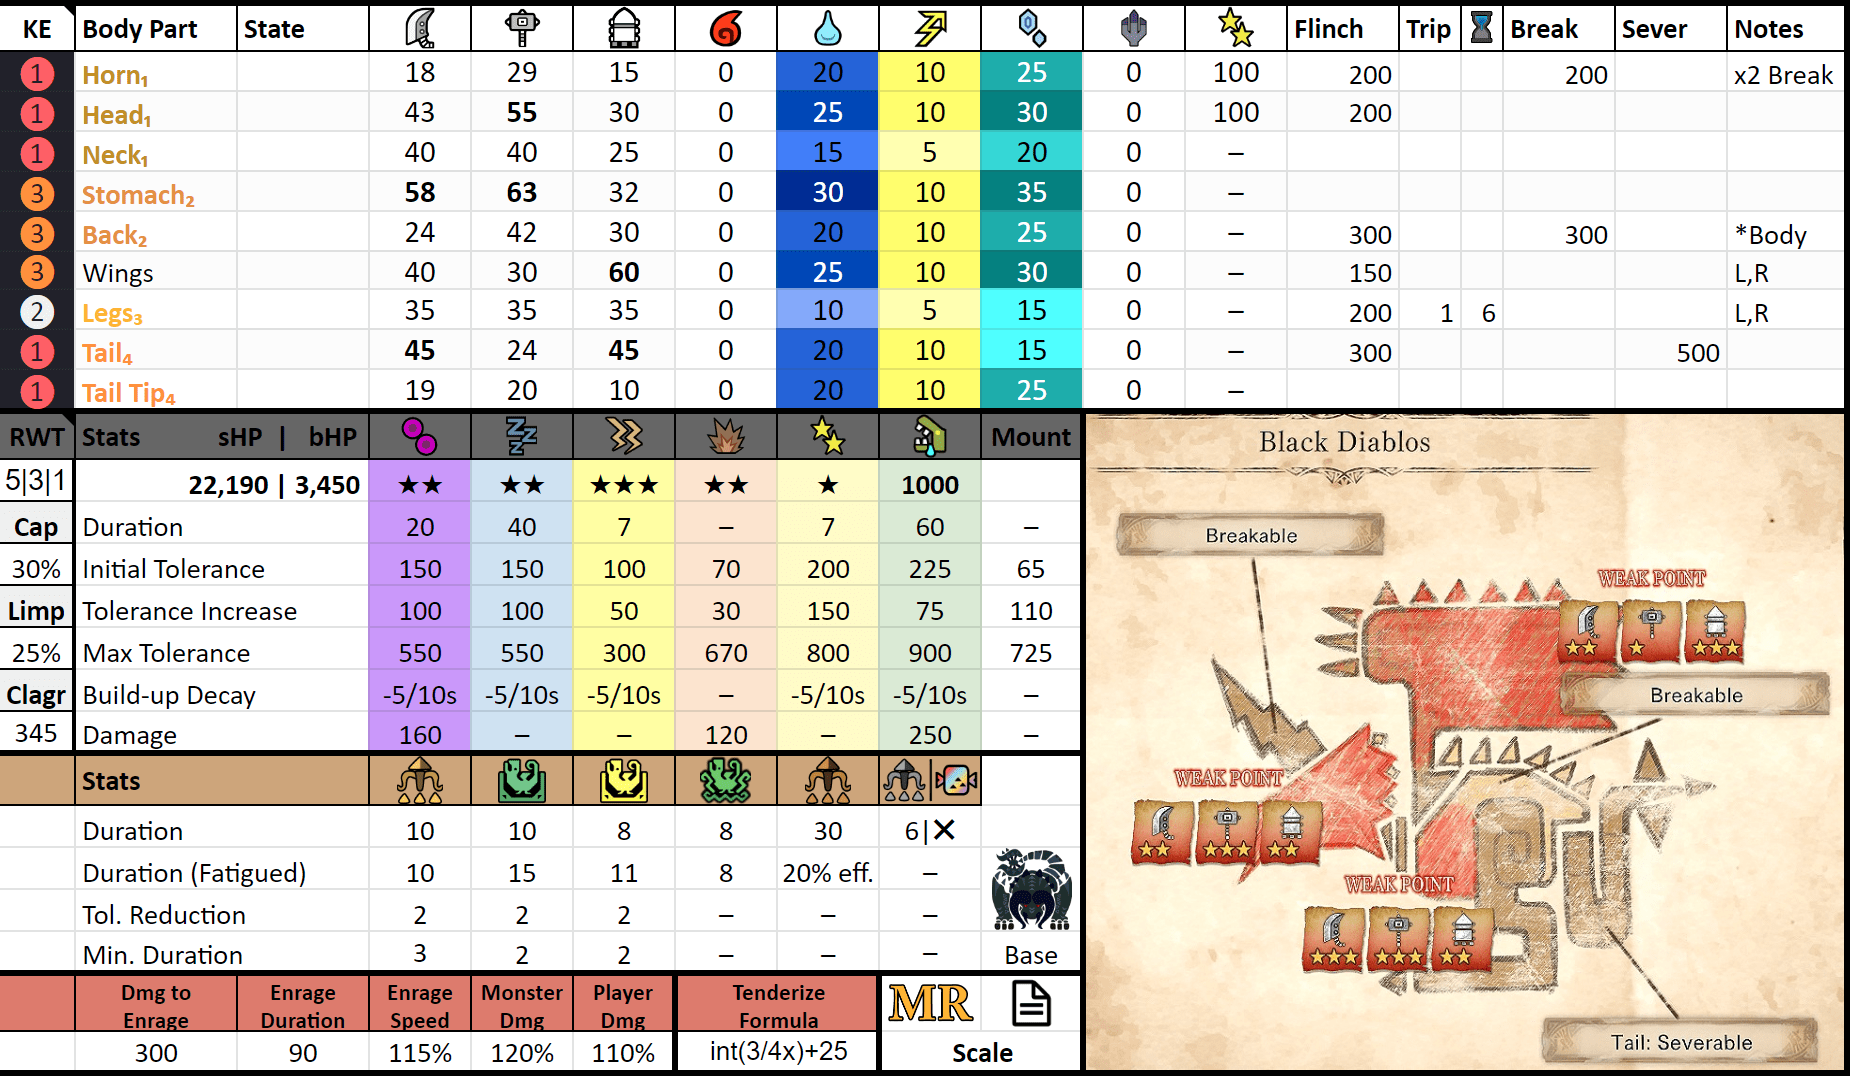 KE Body Part State Flinch Trip Break Sever Notes
1 Horn₁ 18 29 15 0 20 10 25 0 100 200 200 x2 Break
1 Head₁ 43 55 30 0 25 10 30 0 100 200
1 Neck₁ 40 40 25 0 15 5 20 0 –
3 Stomach₂ 58 63 32 0 30 10 35 0 –
3 Back₂ 24 42 30 0 20 10 25 0 – 300 300 *Body
3 Wings 40 30 60 0 25 10 30 0 – 150 L,R
2 Legs₃ 35 35 35 0 10 5 15 0 – 200 1 6 L,R
1 Tail₄ 45 24 45 0 20 10 15 0 – 300 500
1 Tail Tip₄ 19 20 10 0 20 10 25 0 –
RWT Stats sHP | bHP Mount
5|3|1 22,190 | 3,450 ★★ ★★ ★★★ ★★ ★ 1000
Cap Duration 20 40 7 – 7 60 –
30% Initial Tolerance 150 150 100 70 200 225 65
Limp Tolerance Increase 100 100 50 30 150 75 110
25% Max Tolerance 550 550 300 670 800 900 725
Clagr Build-up Decay -5/10s -5/10s -5/10s – -5/10s -5/10s –
345 Damage 160 – – 120 – 250 –
Stats
Duration 10 10 8 8 30 6|✕
Duration (Fatigued) 10 15 11 8 20% eff. –
Tol. Reduction 2 2 2 – – –
Min. Duration 3 2 2 – – – Base
Dmg to Enrage Enrage Duration Enrage Speed Monster Dmg Player Dmg Tenderize Formula MR
300 90 115% 120% 110% int(3/4x)+25 Scale
Black Diablos
Breakable
WEAK POINT
Breakable
WEAK POINT
WEAK POINT
Tail: Severable